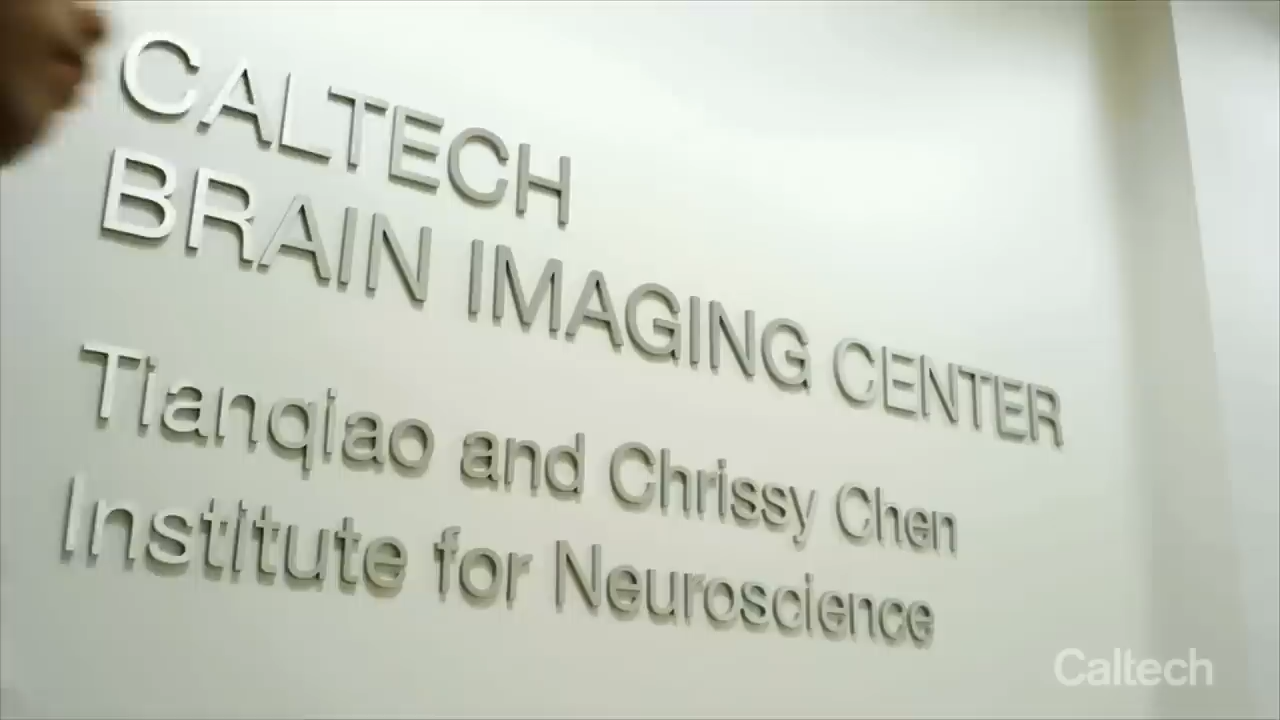 CALTECH
BRAIN IMAGING CENTER
Tianqiao and Chrissy Chen
Institute for Neuroscience
Caltech